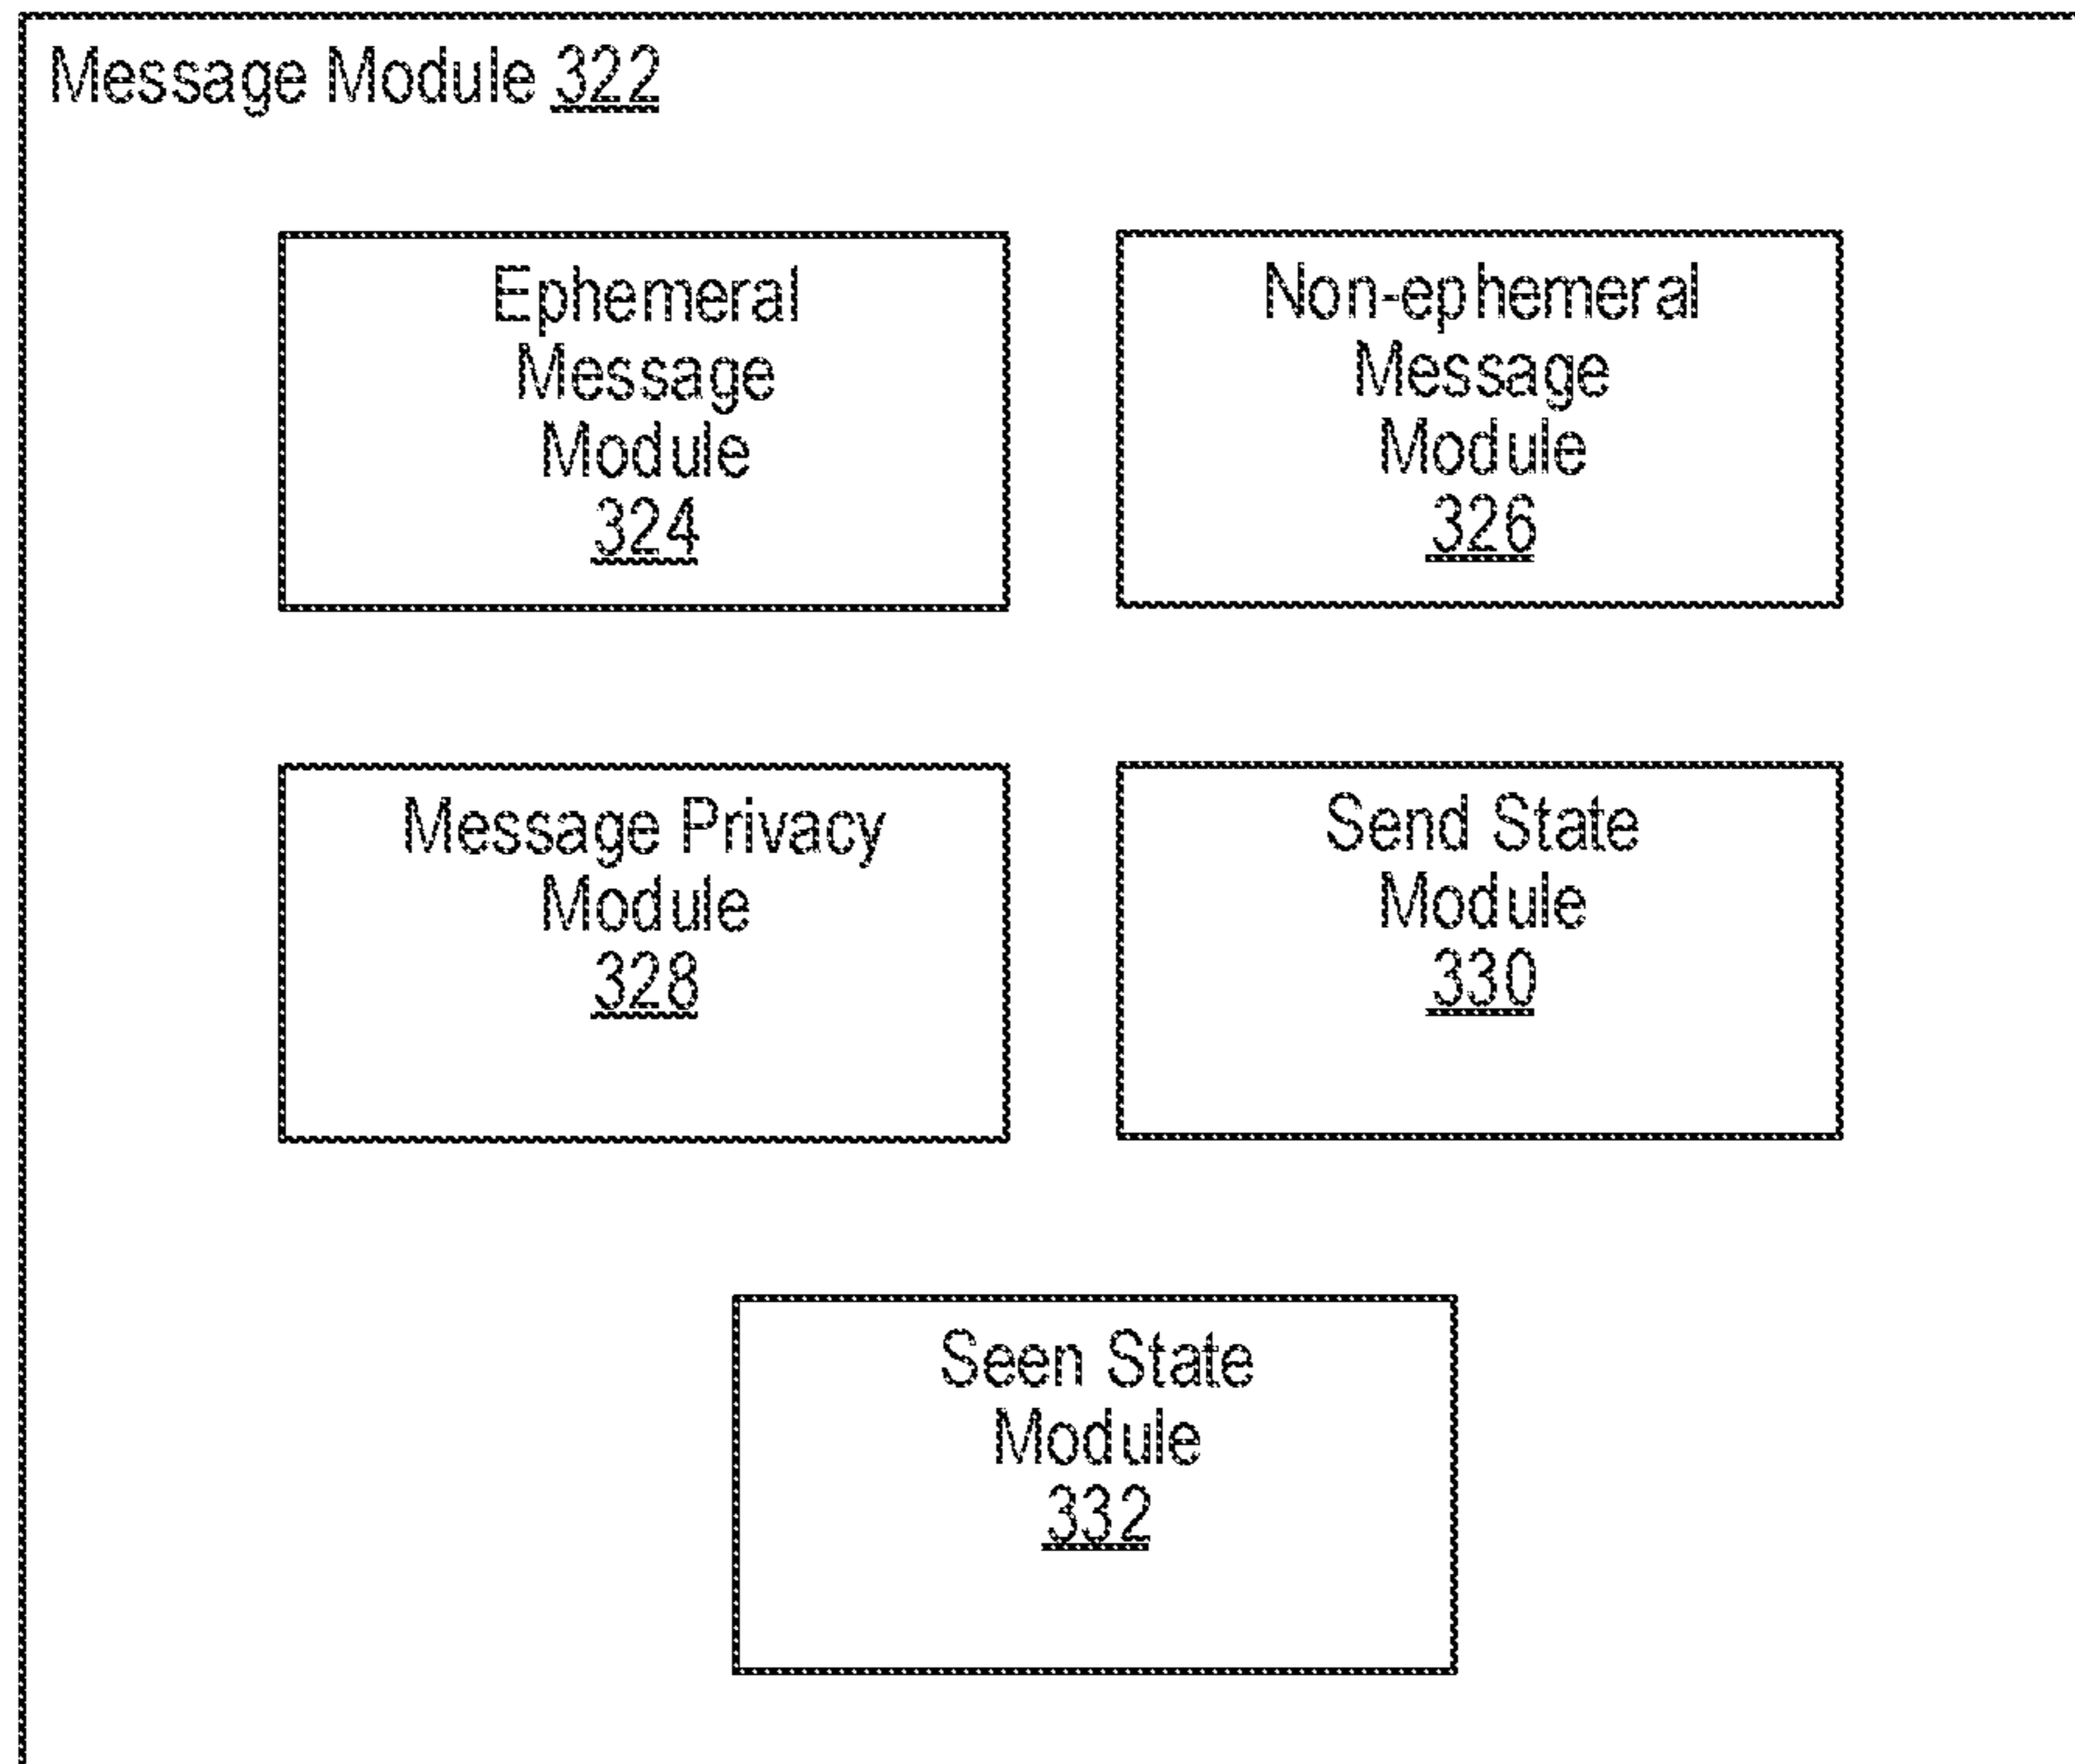 Message Module 322
Ephemeral
Message
Module
324
Non-ephemeral
Message
Module
326
Message Privacy
Module
328
Send State
Module
330
Seen State
Module
332